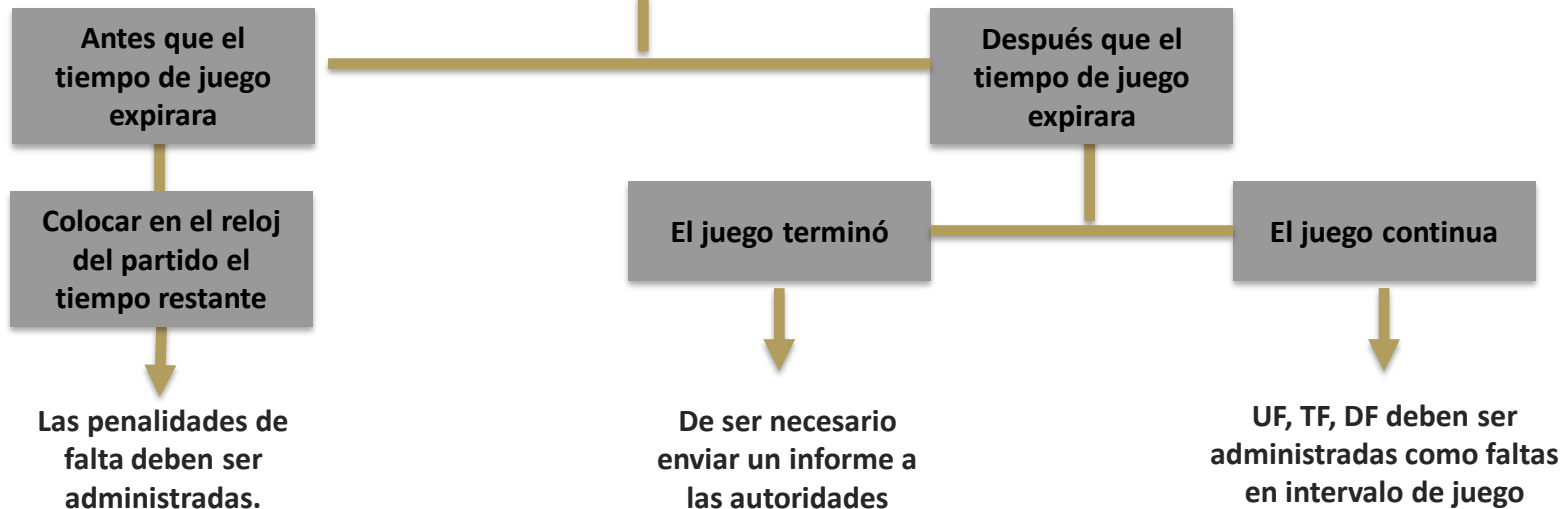 Antes que el
tiempo de juego
expirara
Después que el
tiempo de juego
expirara
Colocar en el reloj
del partido el
tiempo restante
El juego terminó
El juego continua
Las penalidades de
falta deben ser
administradas.
De ser necesario
enviar un informe a
las autoridades
UF, TF, DF deben ser
administradas como faltas
en intervalo de juego